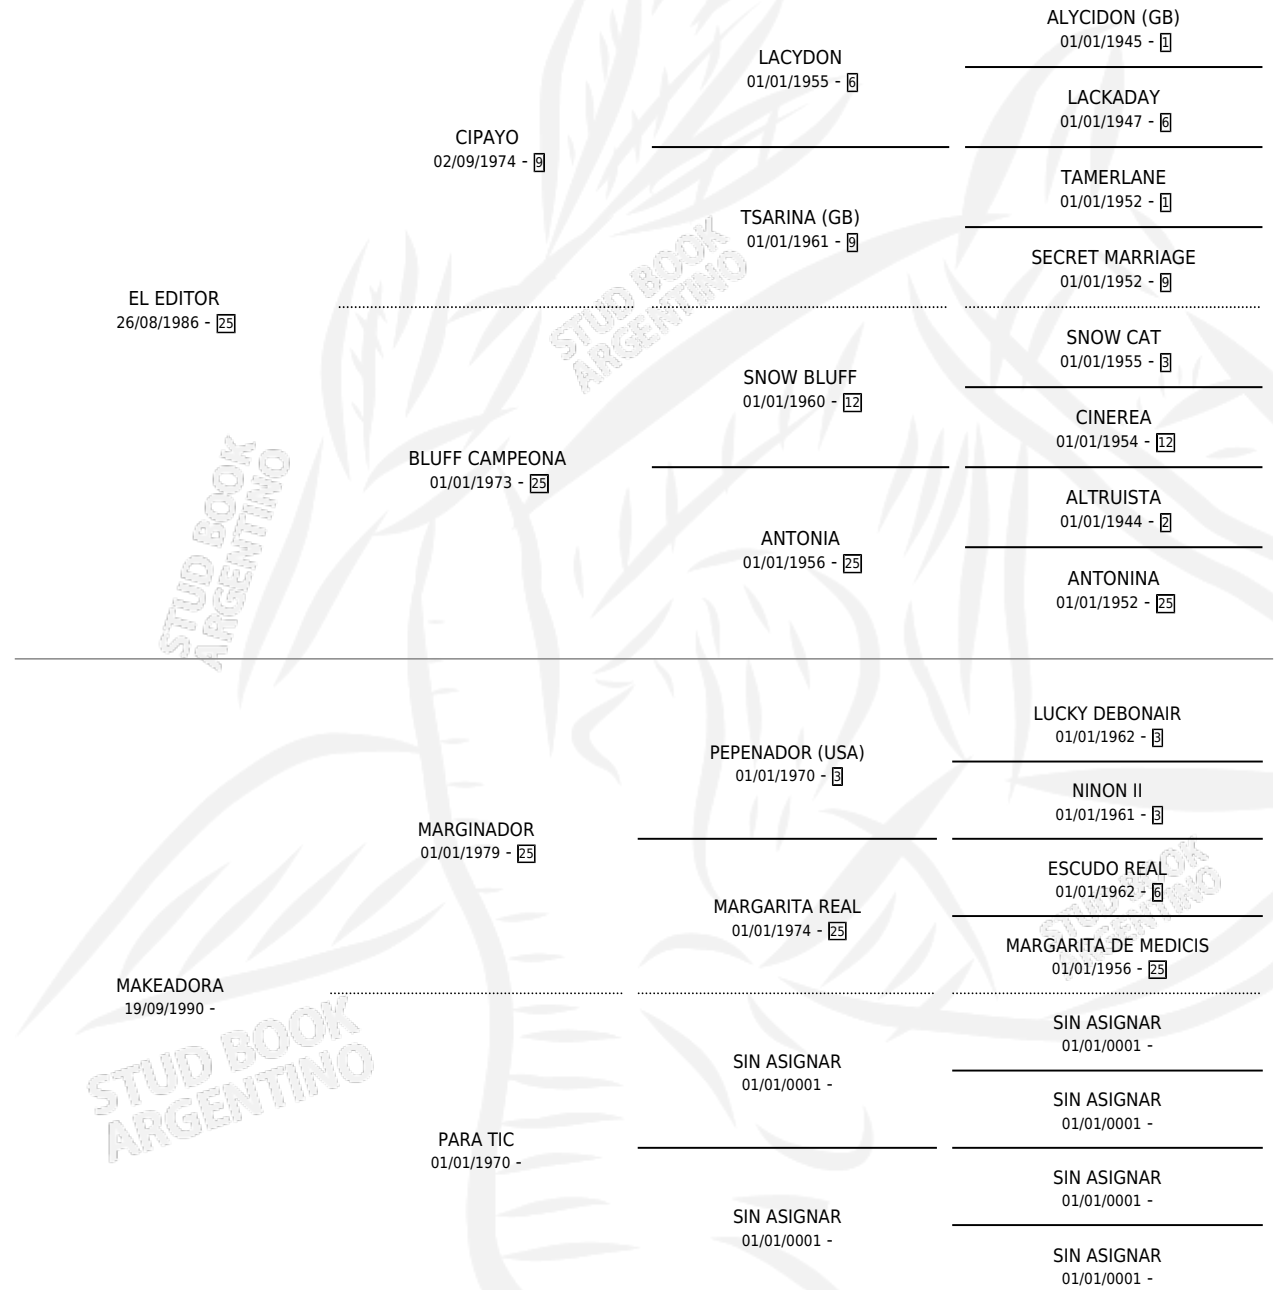 ALYCIDON (GB)
01/01/1945 - 1
LACYDON
01/01/1955 - 6
LACKADAY
01/01/1947 - 6
CIPAYO
02/09/1974 - 9
TAMERLANE
01/01/1952 - 1
TSARINA (GB)
01/01/1961 - 9
SECRET MARRIAGE
01/01/1952 - 9
EL EDITOR
26/08/1986 - 25
SNOW CAT
01/01/1955 - 3
SNOW BLUFF
01/01/1960 - 12
CINEREA
01/01/1954 - 12
BLUFF CAMPEONA
01/01/1973 - 25
ALTRUISTA
01/01/1944 - 2
ANTONIA
01/01/1956 - 25
ANTONINA
01/01/1952 - 25
STUD BOOK
ARGENTINO
STUD BOOK
ARGENTINO
LUCKY DEBONAIR
01/01/1962 - 3
PEPENADOR (USA)
01/01/1970 - 3
NINON II
01/01/1961 - 3
MARGINADOR
01/01/1979 - 25
ESCUDO REAL
01/01/1962 - 6
MARGARITA REAL
01/01/1974 - 25
MARGARITA DE MEDICIS
01/01/1956 - 25
STUD BOOK
ARGENTINO
MAKEADORA
19/09/1990 -
SIN ASIGNAR
01/01/0001 -
SIN ASIGNAR
01/01/0001 -
SIN ASIGNAR
01/01/0001 -
PARA TIC
01/01/1970 -
SIN ASIGNAR
01/01/0001 -
SIN ASIGNAR
01/01/0001 -
SIN ASIGNAR
01/01/0001 -
STUD BOOK
ARGENTINO